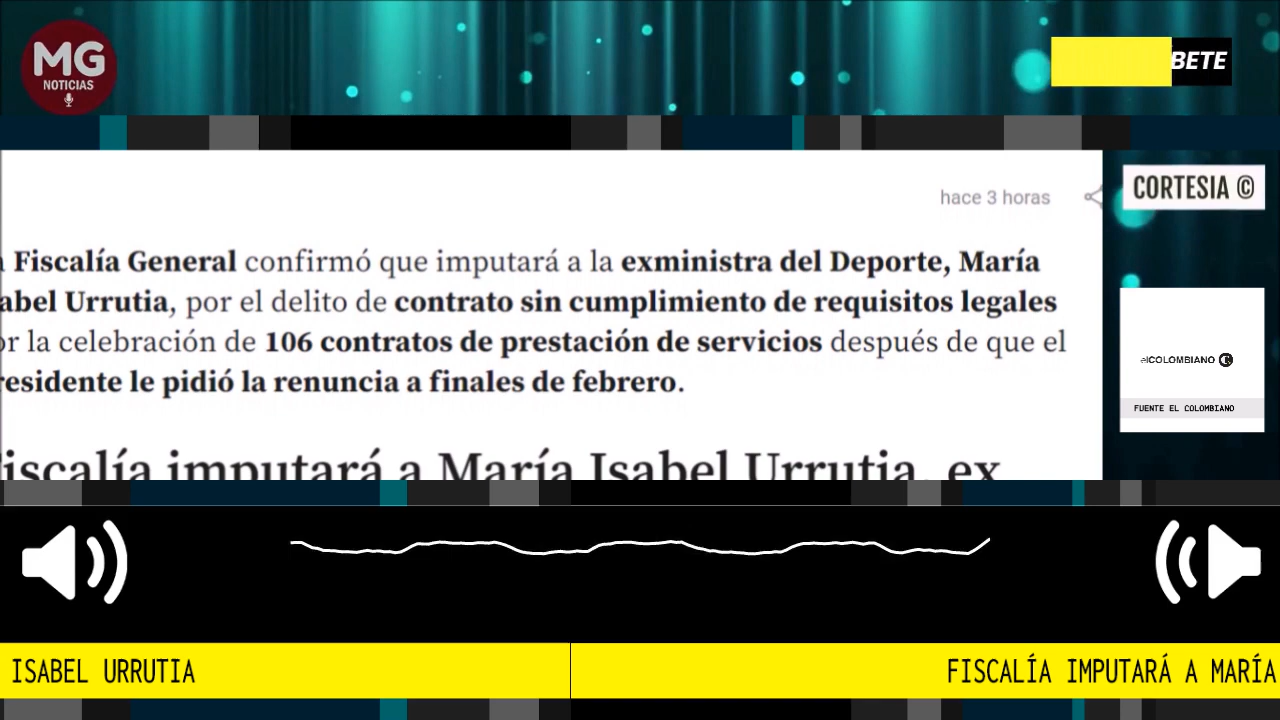 MG
NOTICIAS
BETE
CORTESIA ©
hace 3 horas
Fiscalía General confirmó que imputará a la exministra del Deporte, María
abel Urrutia, por el delito de contrato sin cumplimiento de requisitos legales
or la celebración de 106 contratos de prestación de servicios después de que el
residente le pidió la renuncia a finales de febrero.
iscalía imputará a María Isabel Urrutia, ex
elCOLOMBIANO
FUENTE EL COLOMBIANO
ISABEL URRUTIA
FISCALÍA IMPUTARÁ A MARÍA